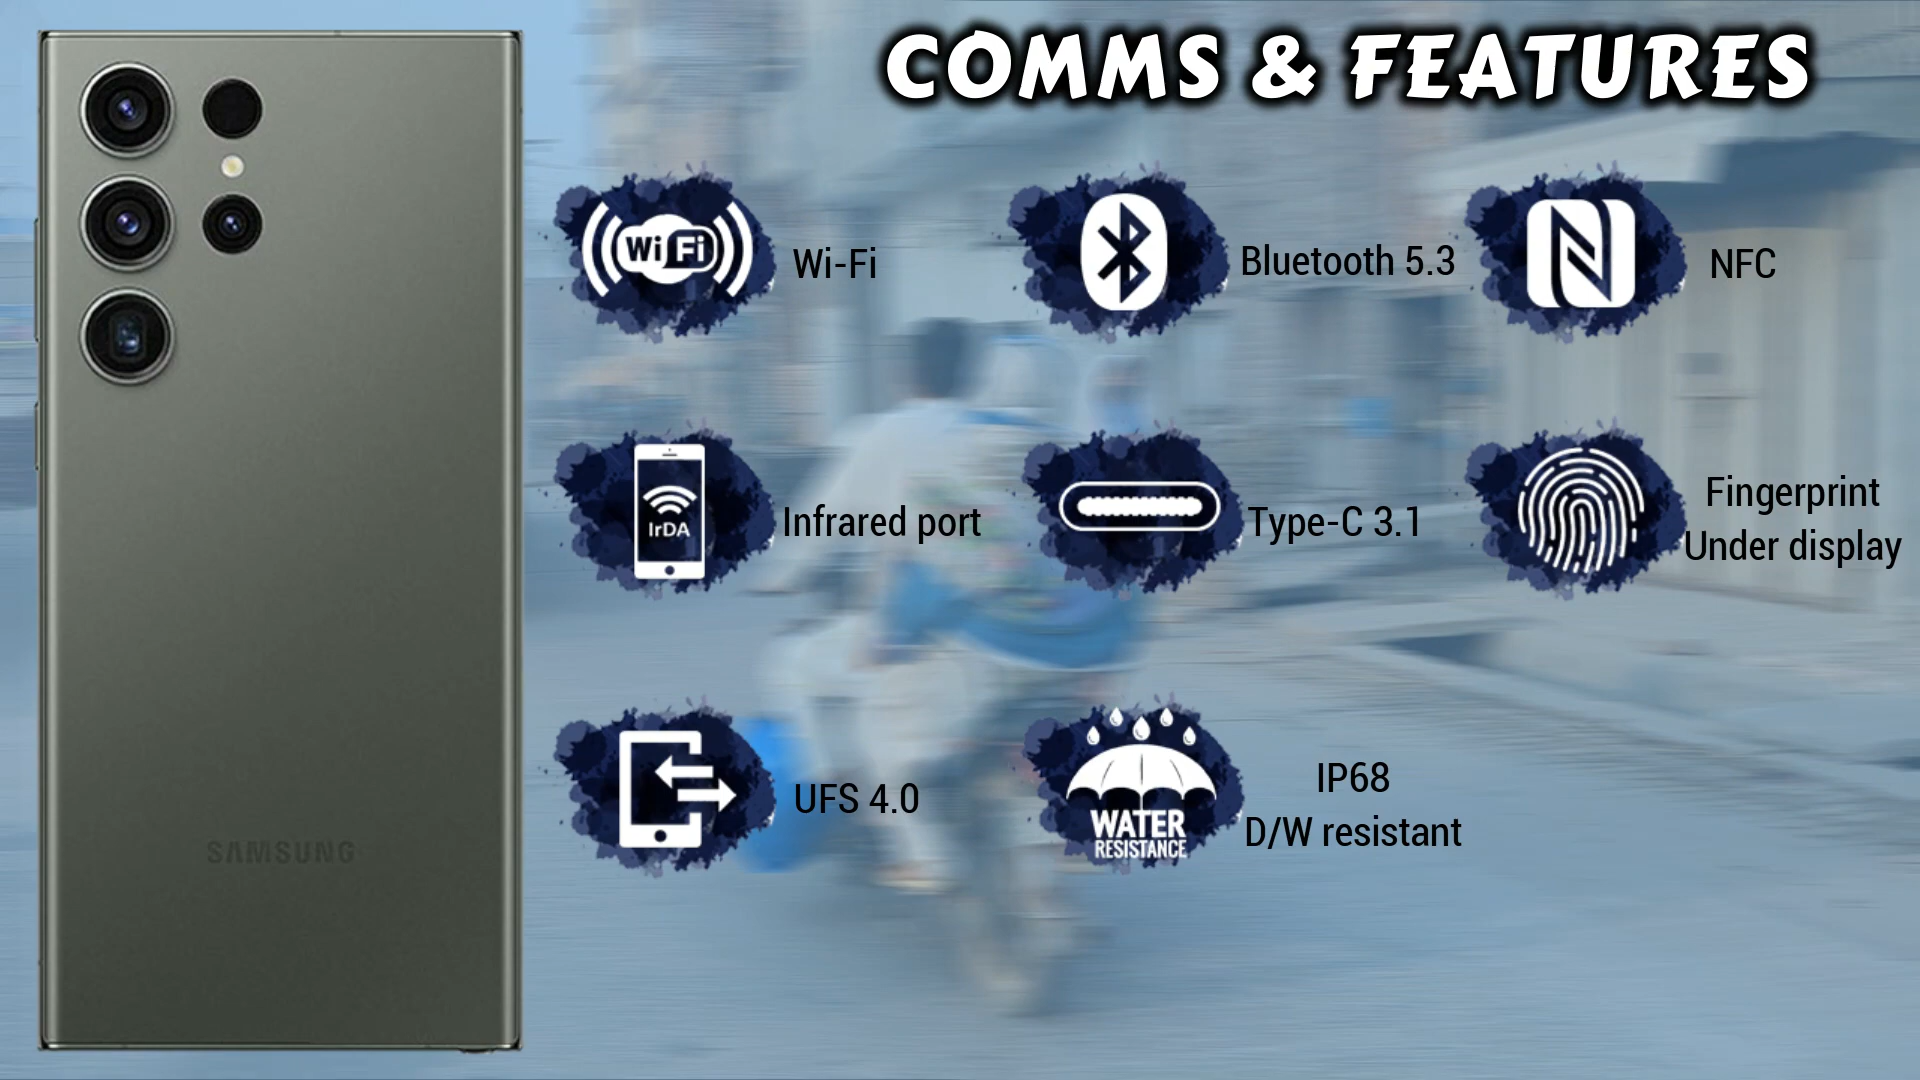 COMMS & FEATURES
Wi Fi
Wi-Fi
Bluetooth 5.3
NFC
IrDA
Infrared port
Type-C 3.1
Fingerprint
Under display
UFS 4.0
WATER
RESISTANCE
IP68
D/W resistant
SAMSUNG